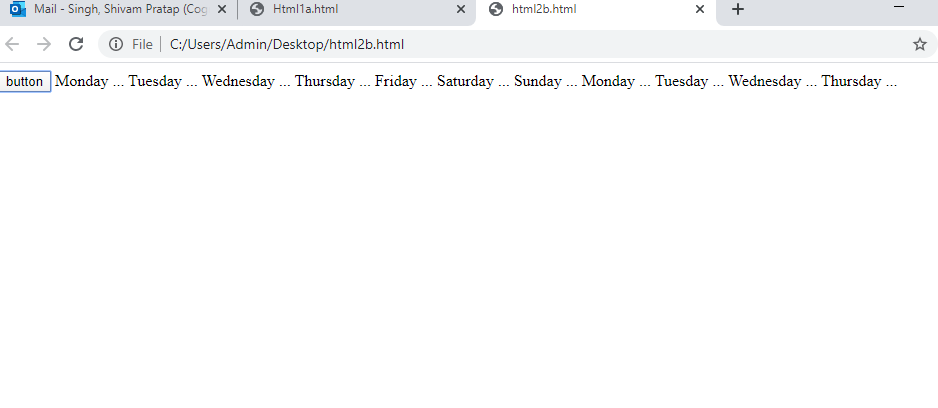 Mail - Singh, Shivam Pratap (Cog
Html1a.html
html2b.html
File
C:/Users/Admin/Desktop/html2b.html
button Monday ... Tuesday ... Wednesday ... Thursday ... Friday ... Saturday ... Sunday ... Monday ... Tuesday ... Wednesday ... Thursday ...